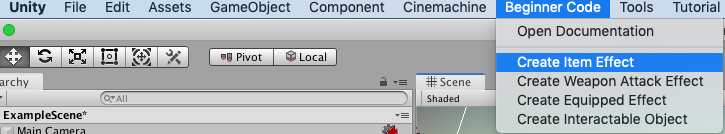 Unity File Edit Assets GameObject Component Cinemachine Beginner Code Tools Tutorial
Open Documentation
Pivot Local
Create Item Effect
Create Weapon Attack Effect
archy Scene
Create Equipped Effect
All Shaded
Create Interactable Object
ExampleScene*
Main Camera